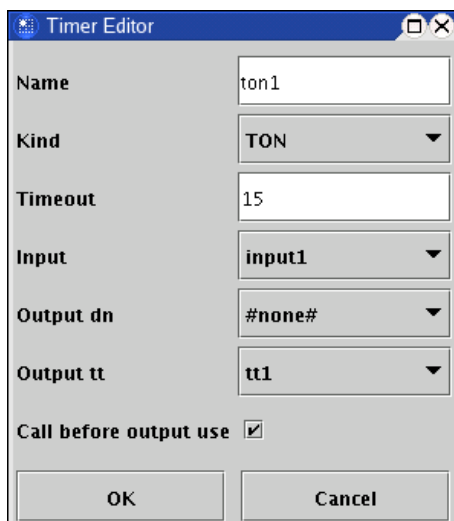 Timer Editor
Name ton1
Kind TON
Timeout 15
Input input1
Output dn #none#
Output tt tt1
Call before output use
OK Cancel